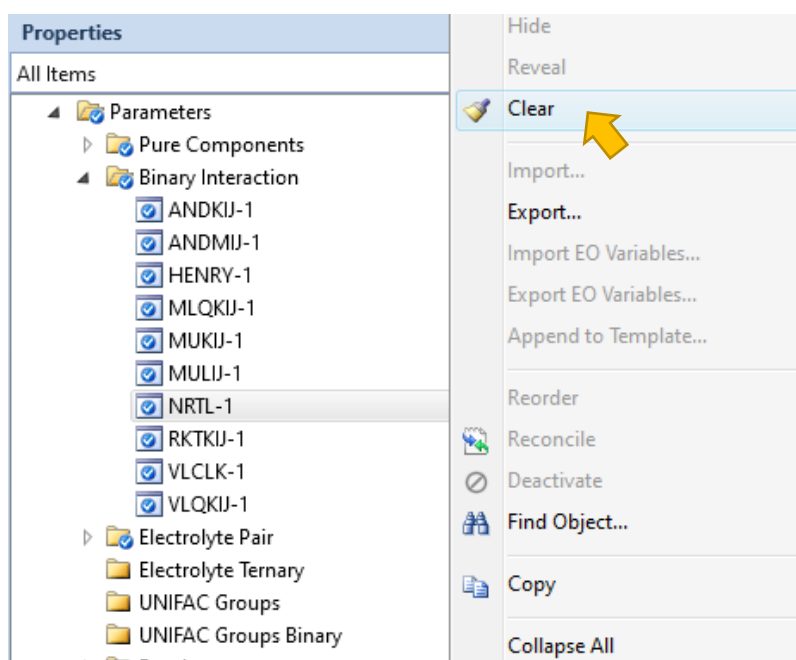 Properties
All Items
Parameters
Pure Components
Binary Interaction
ANDKIJ-1
ANDMIJ-1
HENRY-1
MLQKIJ-1
MUKIJ-1
MULIJ-1
NRTL-1
RKTKIJ-1
VLCLK-1
VLQKIJ-1
Electrolyte Pair
Electrolyte Ternary
UNIFAC Groups
UNIFAC Groups Binary
Hide
Reveal
Clear
Import...
Export...
Import EO Variables...
Export EO Variables...
Append to Template...
Reorder
Reconcile
Deactivate
Find Object...
Copy
Collapse All